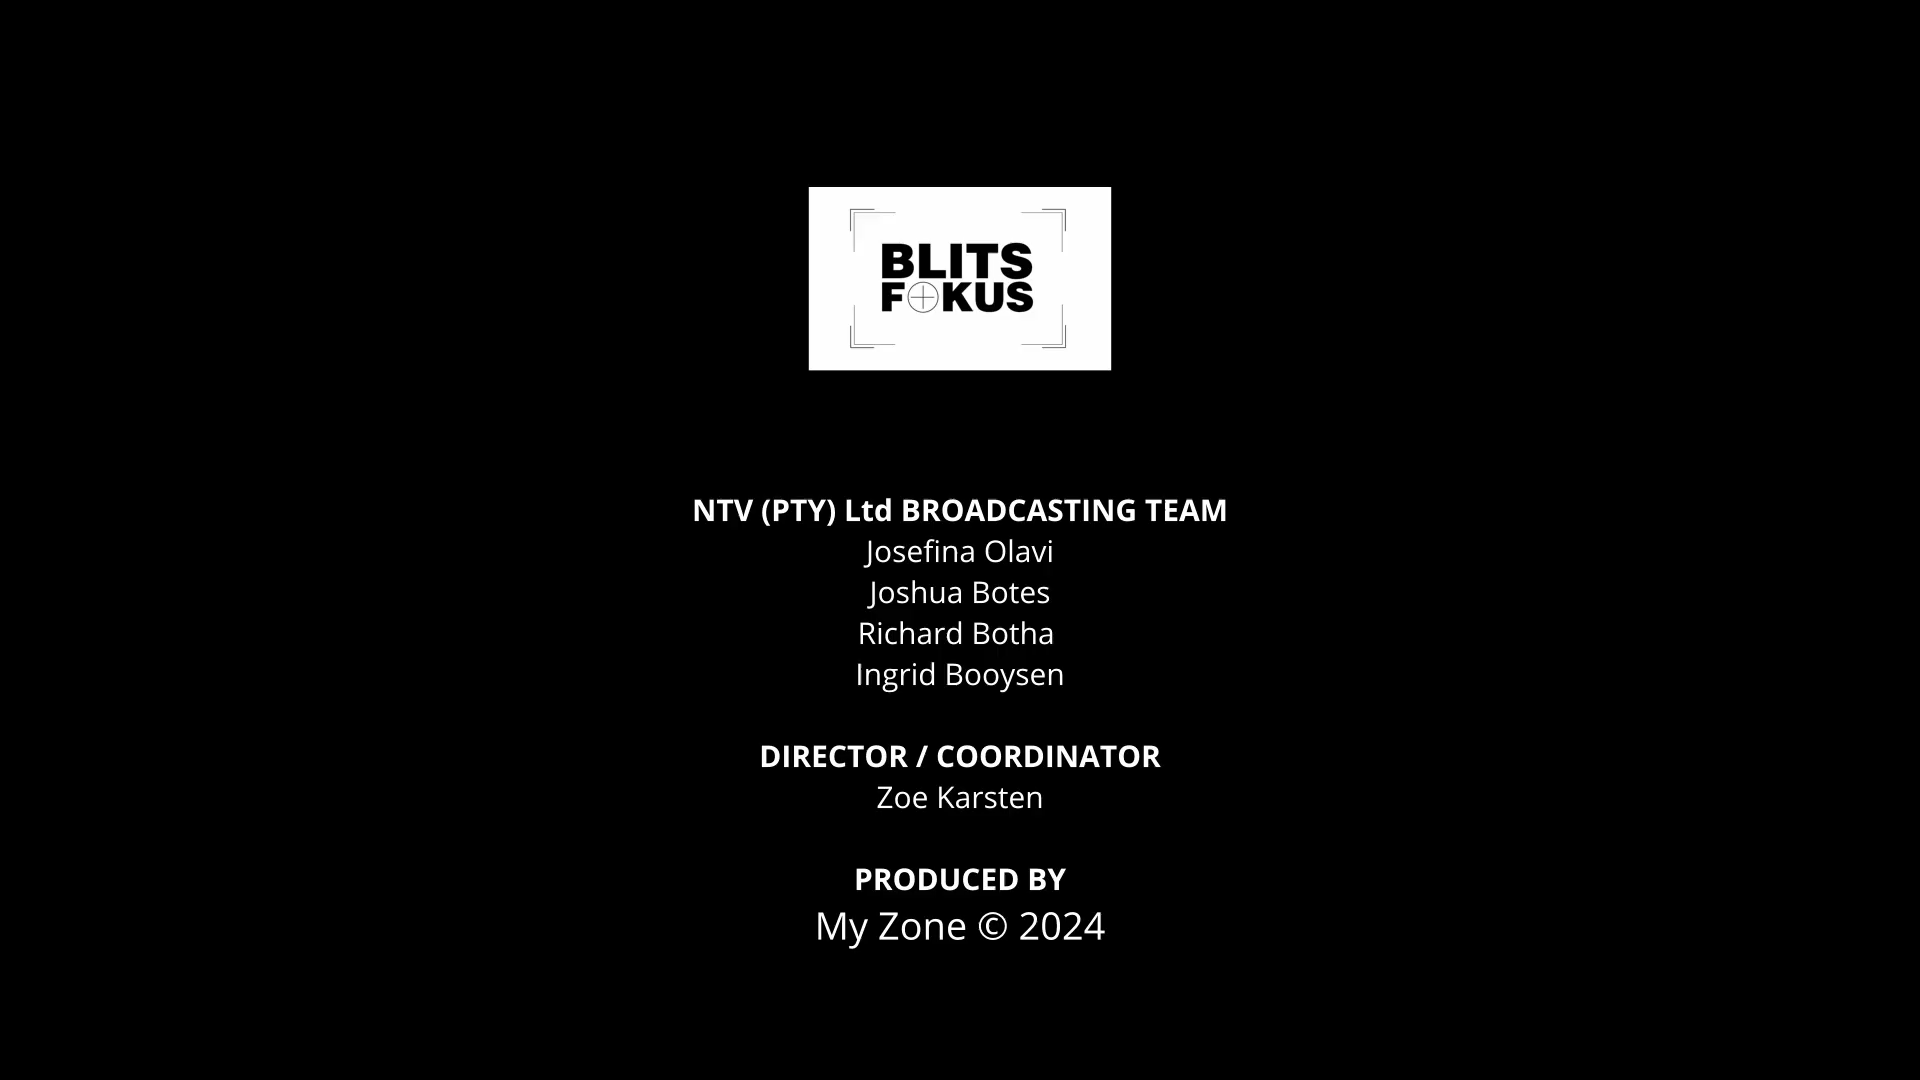 BLITS
FOKUS
NTV (PTY) Ltd BROADCASTING TEAM
Josefina Olavi
Joshua Botes
Richard Botha
Ingrid Booysen
DIRECTOR / COORDINATOR
Zoe Karsten
PRODUCED BY
My Zone © 2024